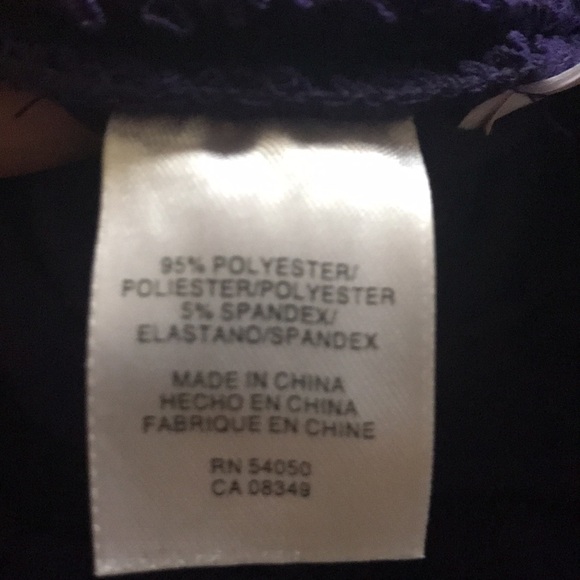 95% POLYESTER/
POLIESTER/POLYESTER
5% SPANDEX/
ELASTANO/SPANDEX
MADE IN CHINA
HECHO EN CHINA
FABRIQUE EN CHINE
RN 54050
CA 08349